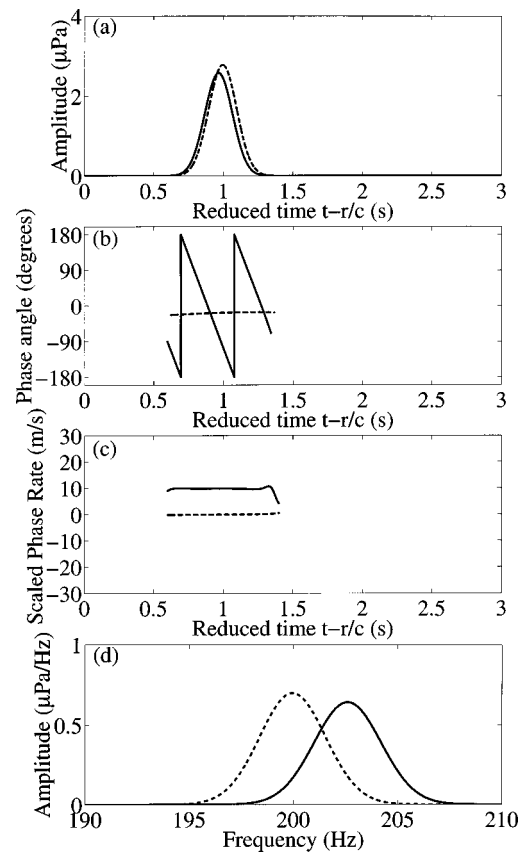 (a)
4
2
0
Amplitude (μPa)
0 0.5 1 1.5 2 2.5 3
Reduced time t−r/c (s)
(b)
180
90
0
−90
−180
Phase angle (degrees)
0 0.5 1 1.5 2 2.5 3
Reduced time t−r/c (s)
(c)
30
20
10
0
−10
−20
−30
Scaled Phase Rate (m/s)
0 0.5 1 1.5 2 2.5 3
Reduced time t−r/c (s)
(d)
1
0.5
0
Amplitude (μPa/Hz)
190 195 200 205 210
Frequency (Hz)